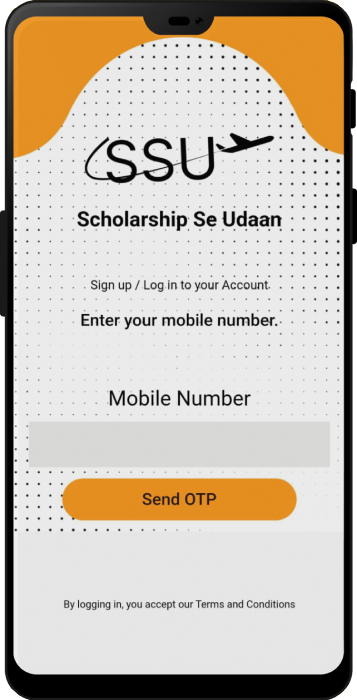 SSU
Scholarship Se Udaan
Sign up / Log in to your Account
Enter your mobile number.
Mobile Number
Send OTP
By logging in, you accept our Terms and Conditions